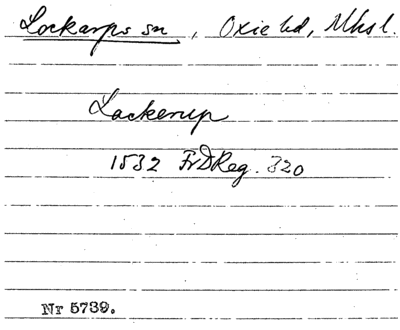 Lockarps sn, Oxie hd, Mhsl.
Lackerup
1532 FrDReg. 320
Nr 5739.